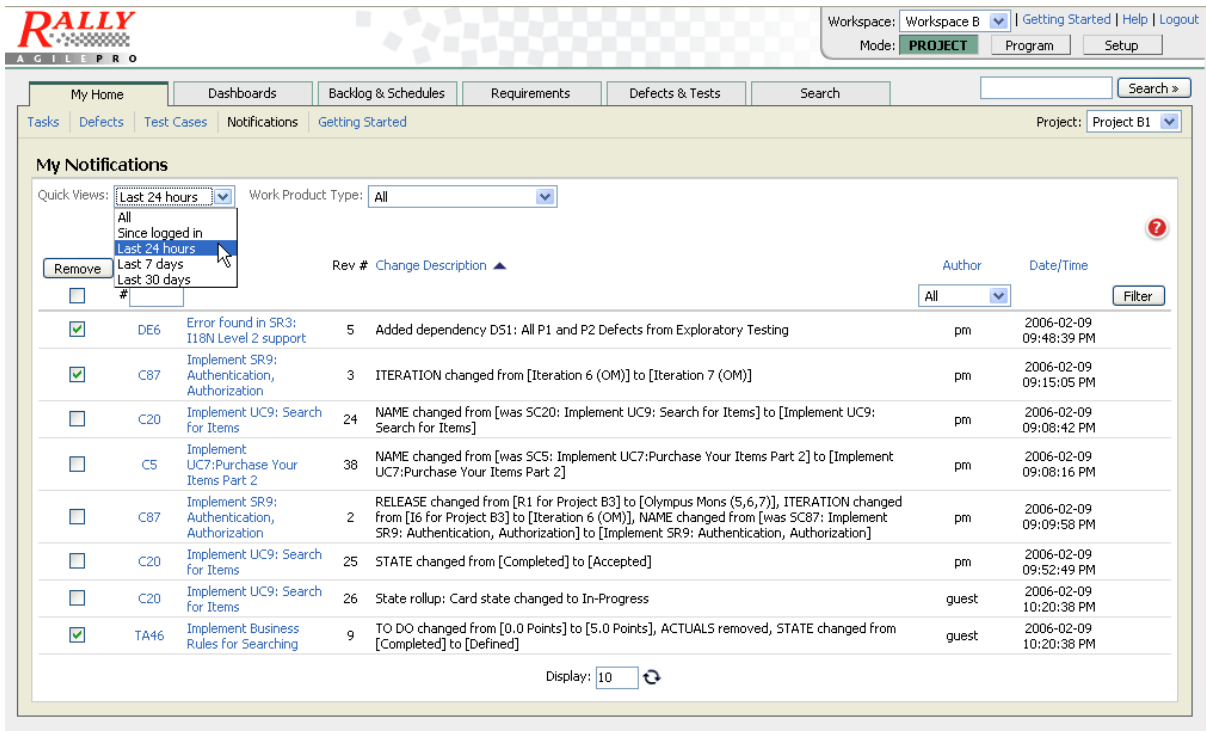 RALLY
AGILEPRO
Workspace: Workspace B | Getting Started | Help | Logout
Mode: PROJECT Program Setup
My Home Dashboards Backlog & Schedules Requirements Defects & Tests Search Search »
Tasks Defects Test Cases Notifications Getting Started Project: Project B1
My Notifications
Quick Views: Last 24 hours Work Product Type: All
All
Since logged in
Last 24 hours
Last 7 days
Last 30 days
Remove Rev # Change Description Author Date/Time
# All Filter
DE6 Error found in SR3: I18N Level 2 support 5 Added dependency DS1: All P1 and P2 Defects from Exploratory Testing pm 2006-02-09 09:48:39 PM
C87 Implement SR9: Authentication, Authorization 3 ITERATION changed from [Iteration 6 (OM)] to [Iteration 7 (OM)] pm 2006-02-09 09:15:05 PM
C20 Implement UC9: Search for Items 24 NAME changed from [was SC20: Implement UC9: Search for Items] to [Implement UC9: Search for Items] pm 2006-02-09 09:08:42 PM
C5 Implement UC7:Purchase Your Items Part 2 38 NAME changed from [was SC5: Implement UC7:Purchase Your Items Part 2] to [Implement UC7:Purchase Your Items Part 2] pm 2006-02-09 09:08:16 PM
C87 Implement SR9: Authentication, Authorization 2 RELEASE changed from [R1 for Project B3] to [Olympus Mons (5,6,7)], ITERATION changed from [I6 for Project B3] to [Iteration 6 (OM)], NAME changed from [was SC87: Implement SR9: Authentication, Authorization] to [Implement SR9: Authentication, Authorization] pm 2006-02-09 09:09:58 PM
C20 Implement UC9: Search for Items 25 STATE changed from [Completed] to [Accepted] pm 2006-02-09 09:52:49 PM
C20 Implement UC9: Search for Items 26 State rollup: Card state changed to In-Progress guest 2006-02-09 10:20:38 PM
TA46 Implement Business Rules for Searching 9 TO DO changed from [0.0 Points] to [5.0 Points], ACTUALS removed, STATE changed from [Completed] to [Defined] guest 2006-02-09 10:20:38 PM
Display: 10